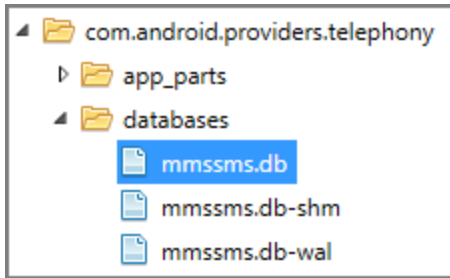 com.android.providers.telephony
app_parts
databases
mmssms.db
mmssms.db-shm
mmssms.db-wal